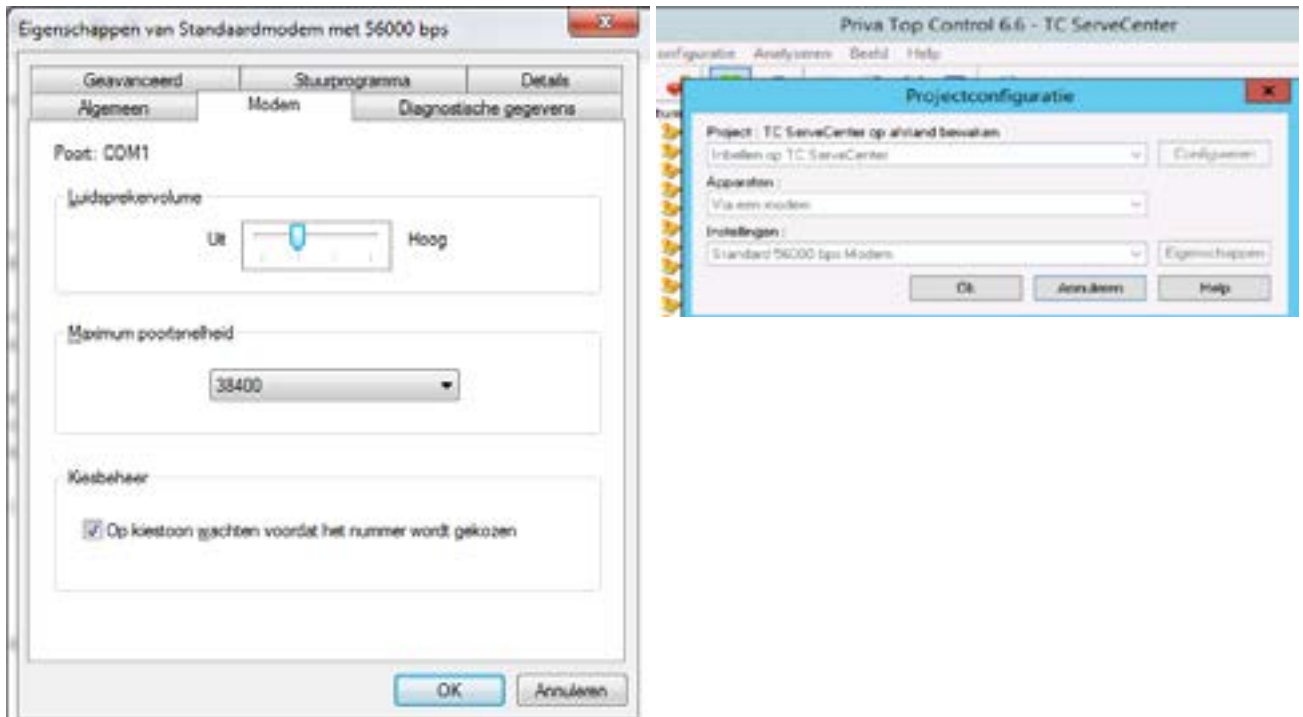 Eigenschappen van Standaardmodem met 56000 bps
Geavanceerd Stuurprogramma Details
Algemeen Modem Diagnostische gegevens
Poort: COM1
Luidsprekervolume
Uit Hoog
Maximum poortsnelheid
38400
Kiesbeheer
Op kiestoon wachten voordat het nummer wordt gekozen
OK Annuleren
Priva Top Control 6.6 - TC ServeCenter
onfiguratie Analyseren Beeld Help
Projectconfiguratie
Project : TC ServeCenter op afstand bewaken
Inbellen op TC ServeCenter Configureren
Apparaten :
Via een modem
Instellingen :
Standard 56000 bps Modem Eigenschappen
Ok Annuleren Help